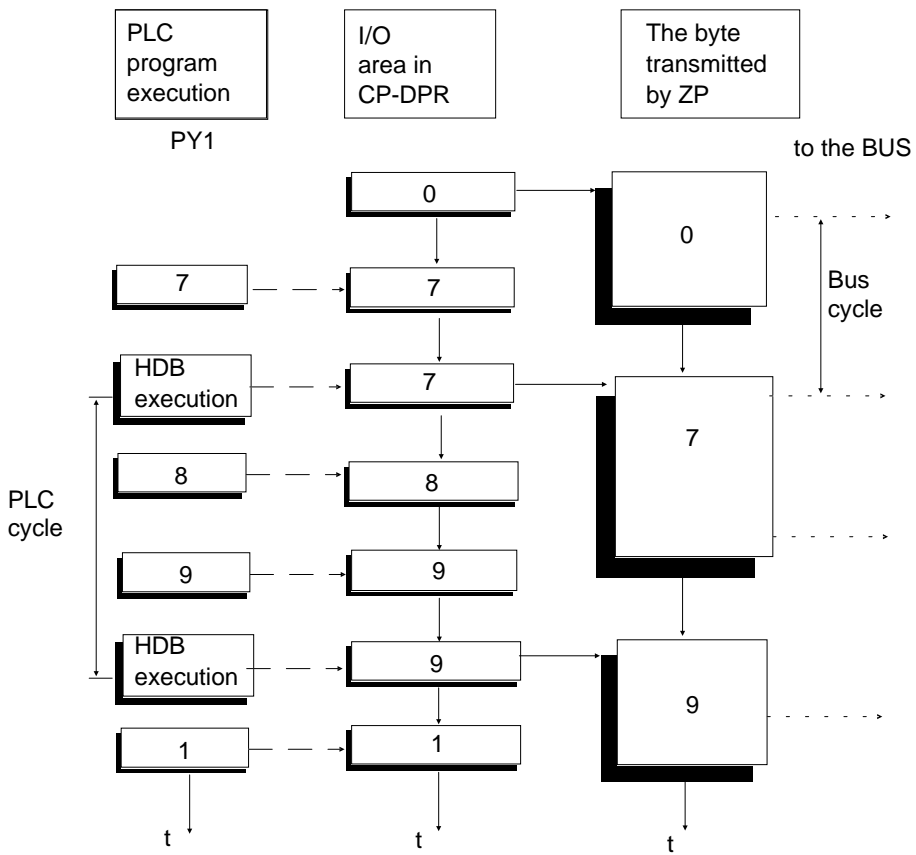 PLC
program
execution
I/O
area in
CP-DPR
The byte
transmitted
by ZP
PY1
to the BUS
0
0
7
7
Bus
cycle
HDB
execution
7
7
8
8
PLC
cycle
9
9
HDB
execution
9
9
1
1
t
t
t